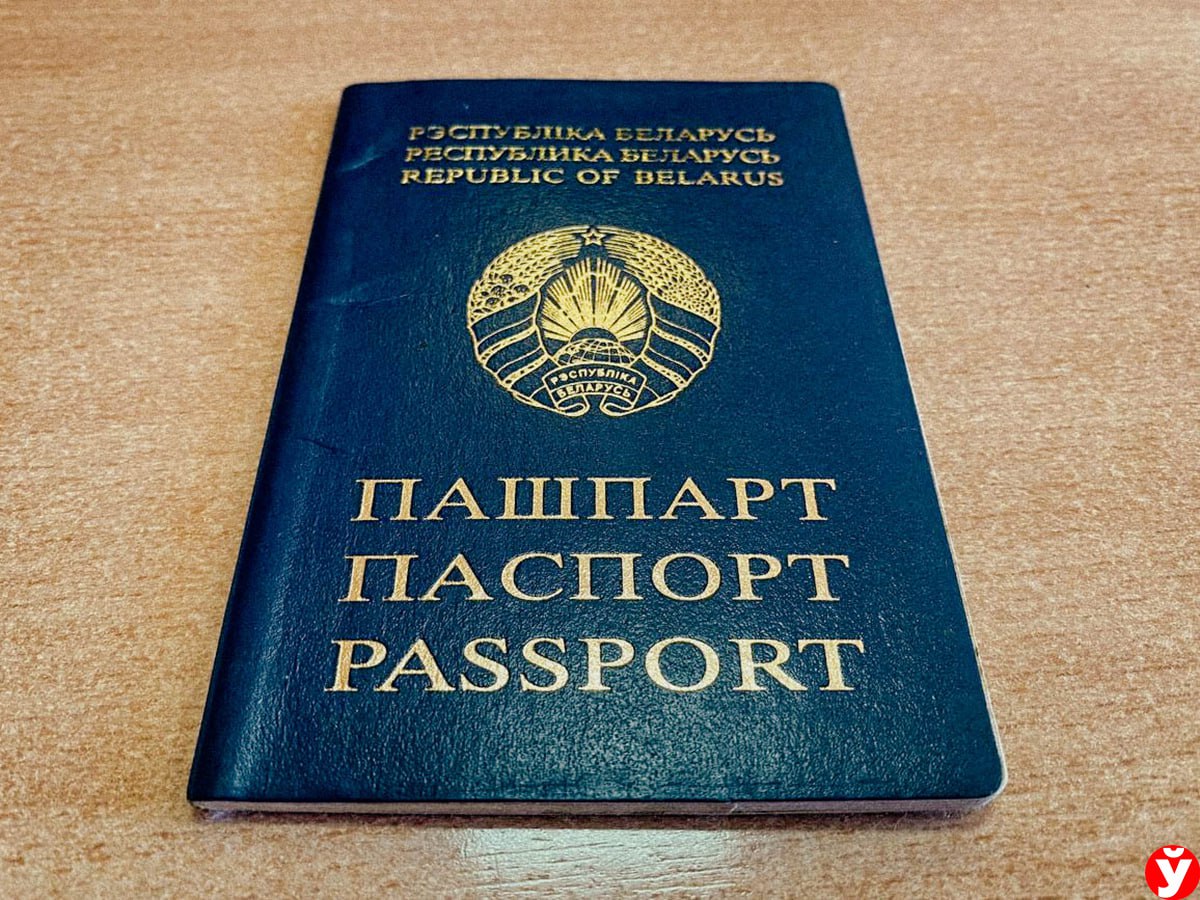 РЭСПУБЛІКА БЕЛАРУСЬ
РЕСПУБЛИКА БЕЛАРУСЬ
REPUBLIC OF BELARUS
РЭСПУБЛІКА
БЕЛАРУСЬ
ПАШПАРТ
ПАСПОРТ
PASSPORT
Ў